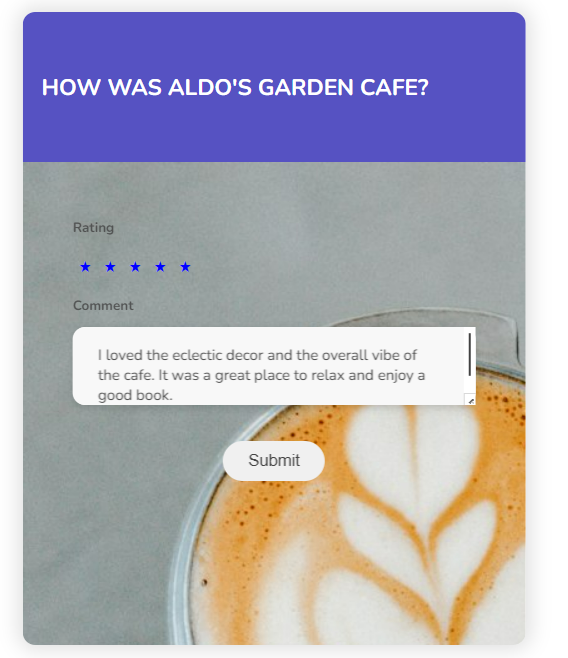 HOW WAS ALDO'S GARDEN CAFE?
Rating
Comment
I loved the eclectic decor and the overall vibe of
the cafe. It was a great place to relax and enjoy a
good book.
Submit